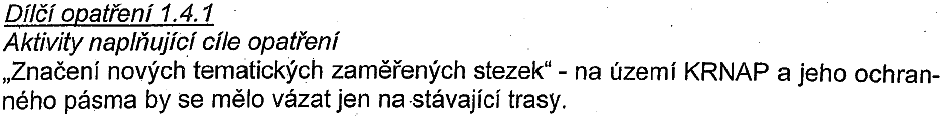 Dílčí opatření 1.4.1
Aktivity naplňující cíle opatření
„Značení nových tematických zaměřených stezek“ - na území KRNAP a jeho ochran-
ného pásma by se mělo vázat jen na stávající trasy.